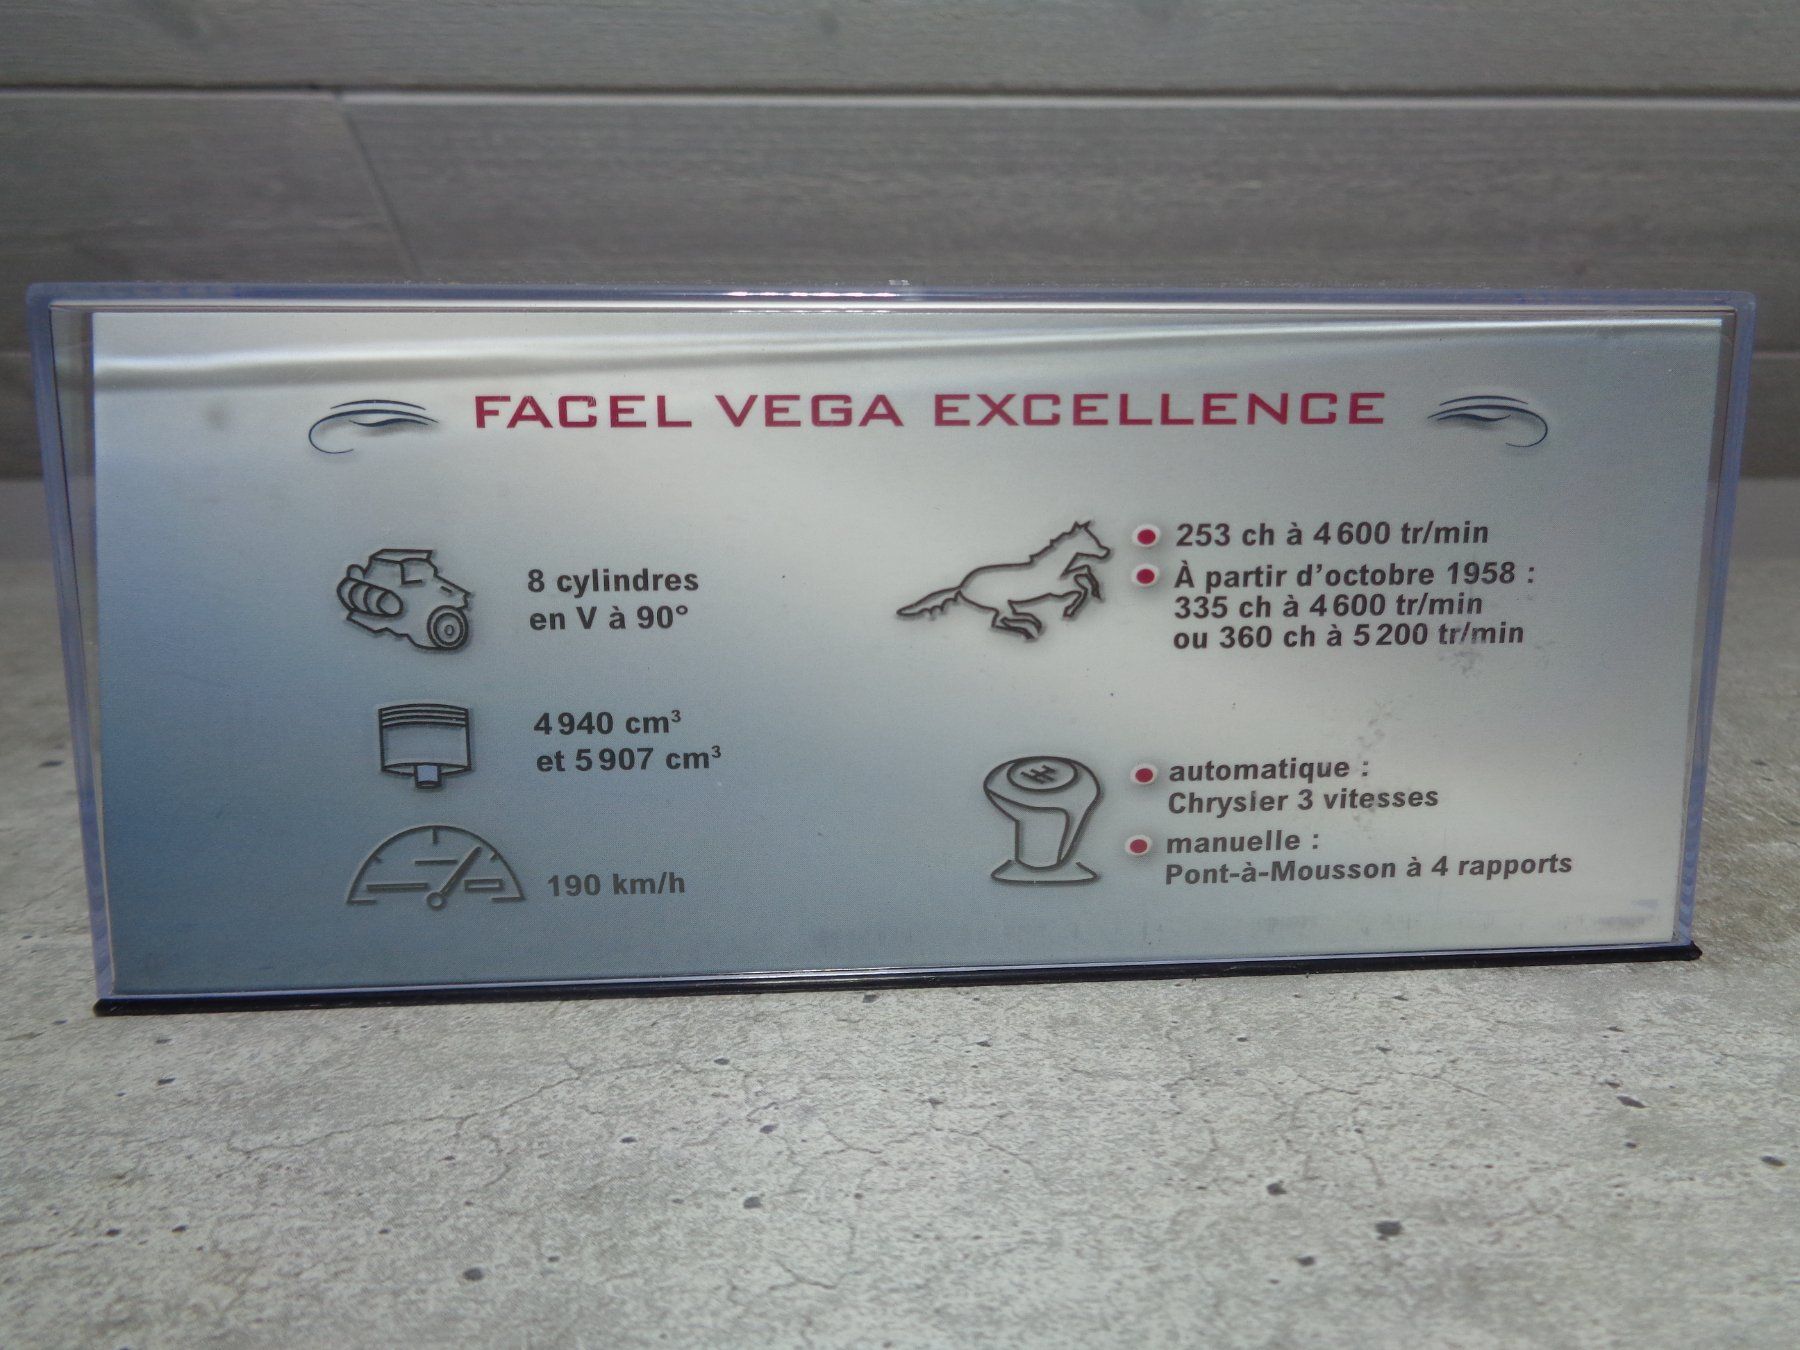 FACEL VEGA EXCELLENCE
8 cylindres
en V à 90°
4 940 cm³
et 5 907 cm³
190 km/h
253 ch à 4 600 tr/min
À partir d'octobre 1958 :
335 ch à 4 600 tr/min
ou 360 ch à 5 200 tr/min
automatique :
Chrysler 3 vitesses
manuelle :
Pont-à-Mousson à 4 rapports